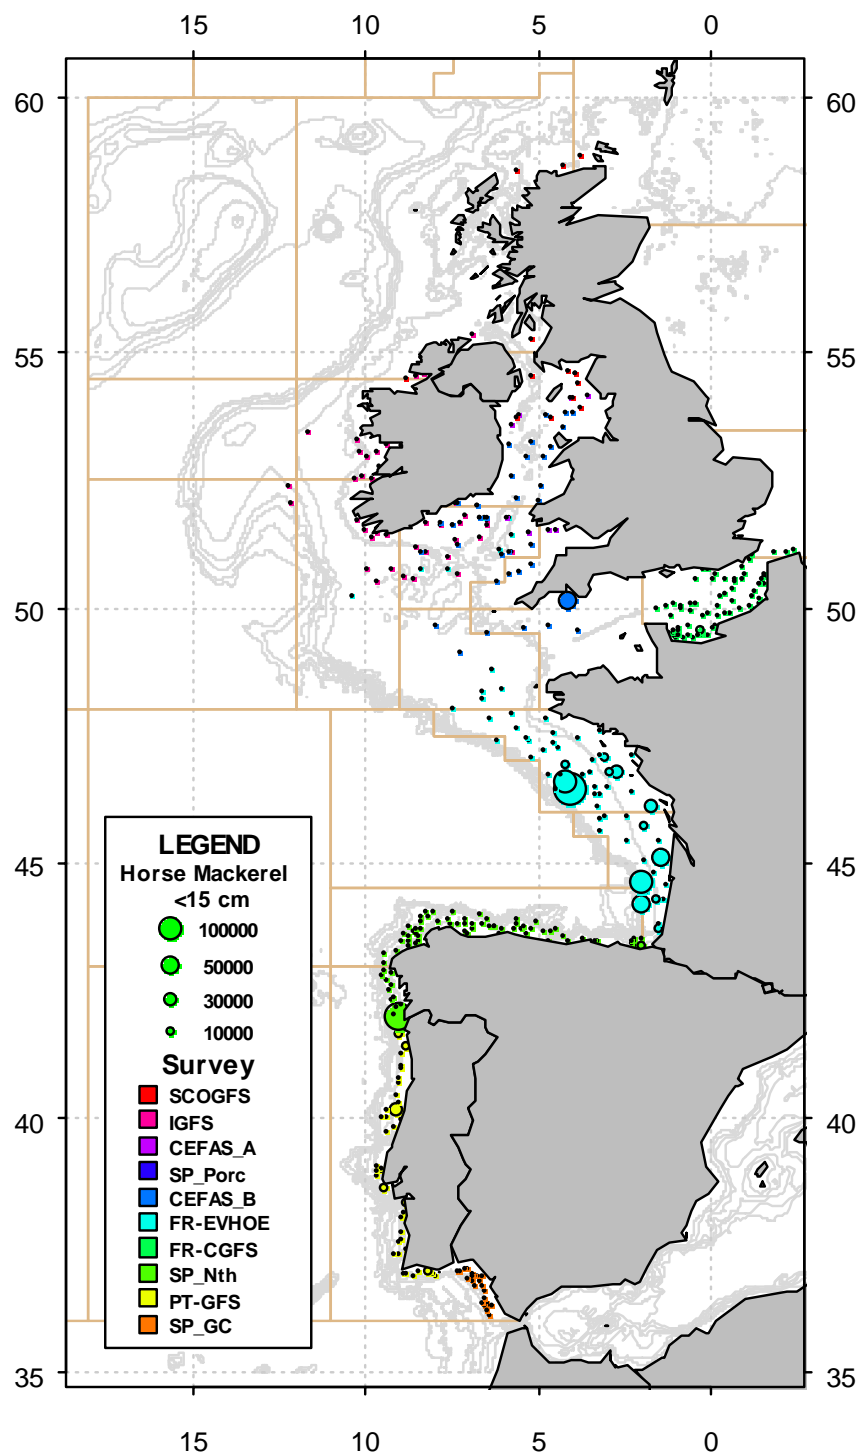 15 10 5 0
60 60
55 55
50 50
45 45
LEGEND
Horse Mackerel
<15 cm
100000
50000
30000
10000
Survey
SCOGFS
IGFS
CEFAS_A
SP_Porc
CEFAS_B
FR-EVHOE
FR-CGFS
SP_Nth
PT-GFS
SP_GC
40 40
35 35
15 10 5 0